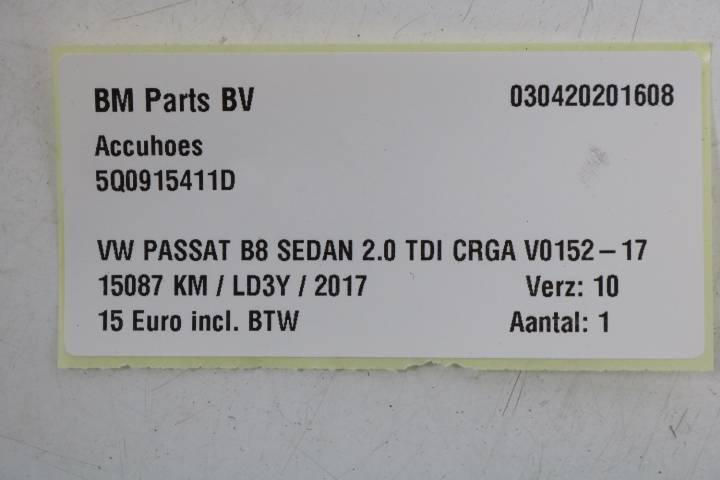 BM Parts BV 030420201608
Accuhoes
5Q0915411D
VW PASSAT B8 SEDAN 2.0 TDI CRGA V0152-17
15087 KM / LD3Y / 2017 Verz: 10
15 Euro incl. BTW Aantal: 1